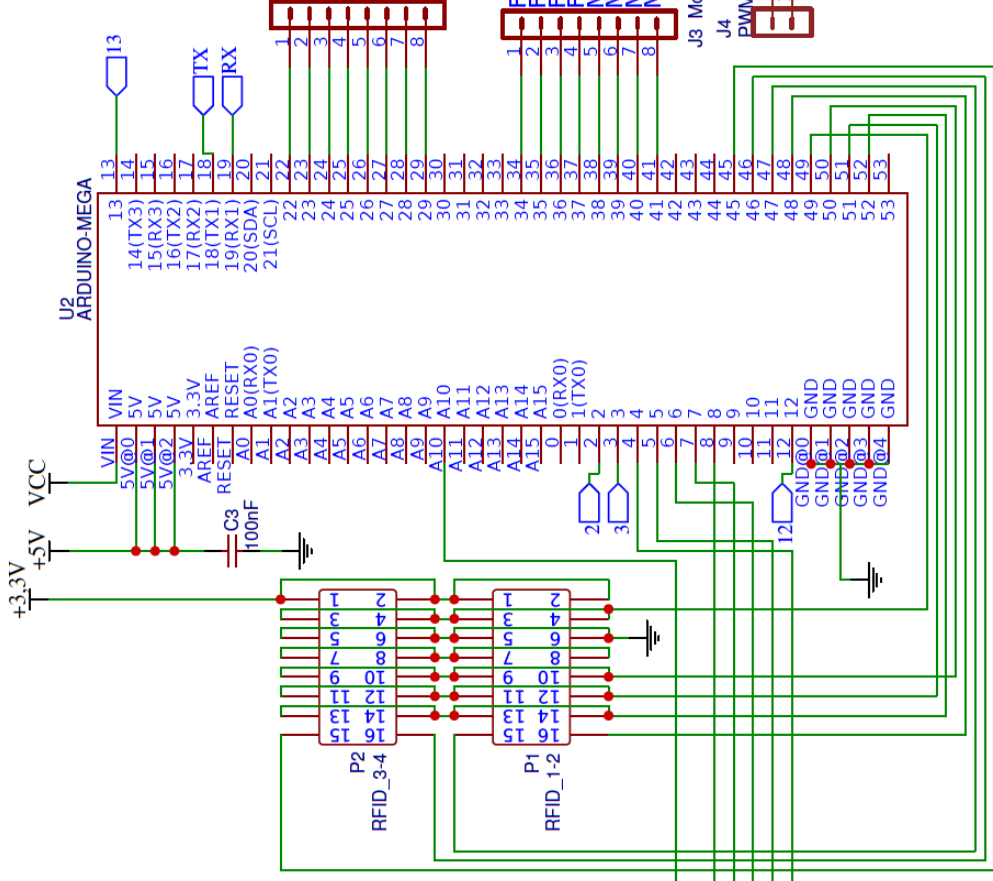 J3 Mo
J4
PWM
1 2 3 4 5 6 7 8
1 2 3 4 5 6 7 8
13
TX
RX
13 14 15 16 17 18 19 20 21 22 23 24 25 26 27 28 29 30 31 32 33 34 35 36 37 38 39 40 41 42 43 44 45 46 47 48 49 50 51 52 53
13 14(TX3) 15(RX3) 16(TX2) 17(RX2) 18(TX1) 19(RX1) 20(SDA) 21(SCL) 22 23 24 25 26 27 28 29 30 31 32 33 34 35 36 37 38 39 40 41 42 43 44 45 46 47 48 49 50 51 52 53
U2
ARDUINO-MEGA
VIN 5V 5V 5V 3.3V AREF RESET A0(RX0) A1(TX0) A2 A3 A4 A5 A6 A7 A8 A9 A10 A11 A12 A13 A14 A15 0(RX0) 1(TX0) 2 3 4 5 6 7 8 9 10 11 12 GND GND GND GND GND
VIN 5V@0 5V@1 5V@2 3.3V AREF RESET A0 A1 A2 A3 A4 A5 A6 A7 A8 A9 A10 A11 A12 A13 A14 A15 0 1 2 3 4 5 6 7 8 9 10 11 12 GND@0 GND@1 GND@2 GND@3 GND@4
VCC
+5V
+3,3V
C3
100nF
2
3
12
1 2
3 4
5 6
7 8
9 10
11 12
13 14
15 16
P2
RFID_3-4
1 2
3 4
5 6
7 8
9 10
11 12
13 14
15 16
P1
RFID_1-2